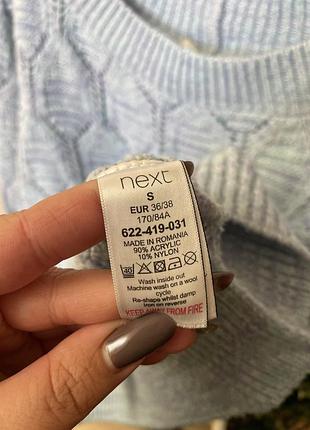 next
S
EUR 36/38
170/84A
622-419-031
MADE IN ROMANIA
90% ACRYLIC
10% NYLON
40
Wash inside out
Machine wash on a wool
cycle
Re-shape whilst damp
Iron on reverse
KEEP AWAY FROM FIRE